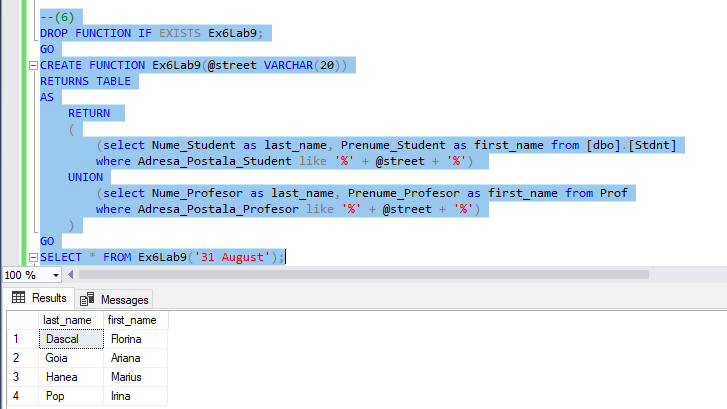 --(6)
DROP FUNCTION IF EXISTS Ex6Lab9;
GO
CREATE FUNCTION Ex6Lab9(@street VARCHAR(20))
RETURNS TABLE
AS
RETURN
(
(select Nume_Student as last_name, Prenume_Student as first_name from [dbo].[Stdnt]
where Adresa_Postala_Student like '%' + @street + '%')
UNION
(select Nume_Profesor as last_name, Prenume_Profesor as first_name from Prof
where Adresa_Postala_Profesor like '%' + @street + '%')
)
GO
SELECT * FROM Ex6Lab9('31 August');
100 %
Results Messages
last_name first_name
1 Dascal Florina
2 Goia Ariana
3 Hanea Marius
4 Pop Irina